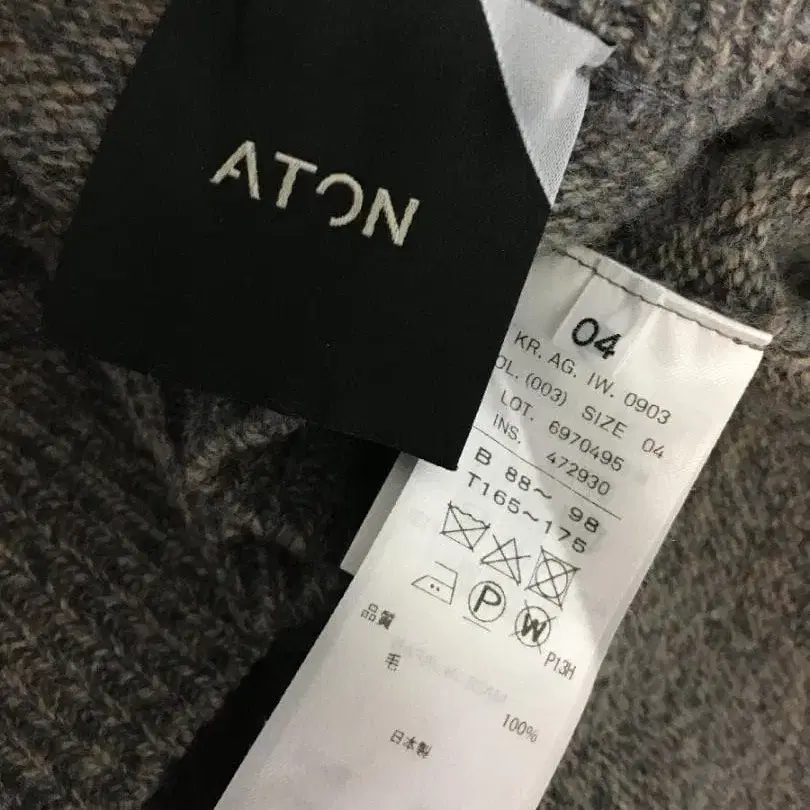 ATON
04
KR. AG. IW. 0903
OL. (003) SIZE 04
LOT. 6970495
INS. 472930
B 88～ 98
T165～175
P W
P13H
品質
毛 100%
日本製